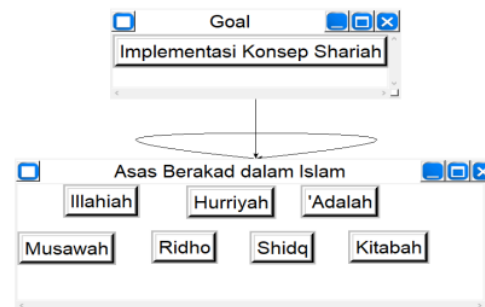 Goal
Implementasi Konsep Shariah
Asas Berakad dalam Islam
Illahiah Hurriyah 'Adalah
Musawah Ridho Shidq Kitabah